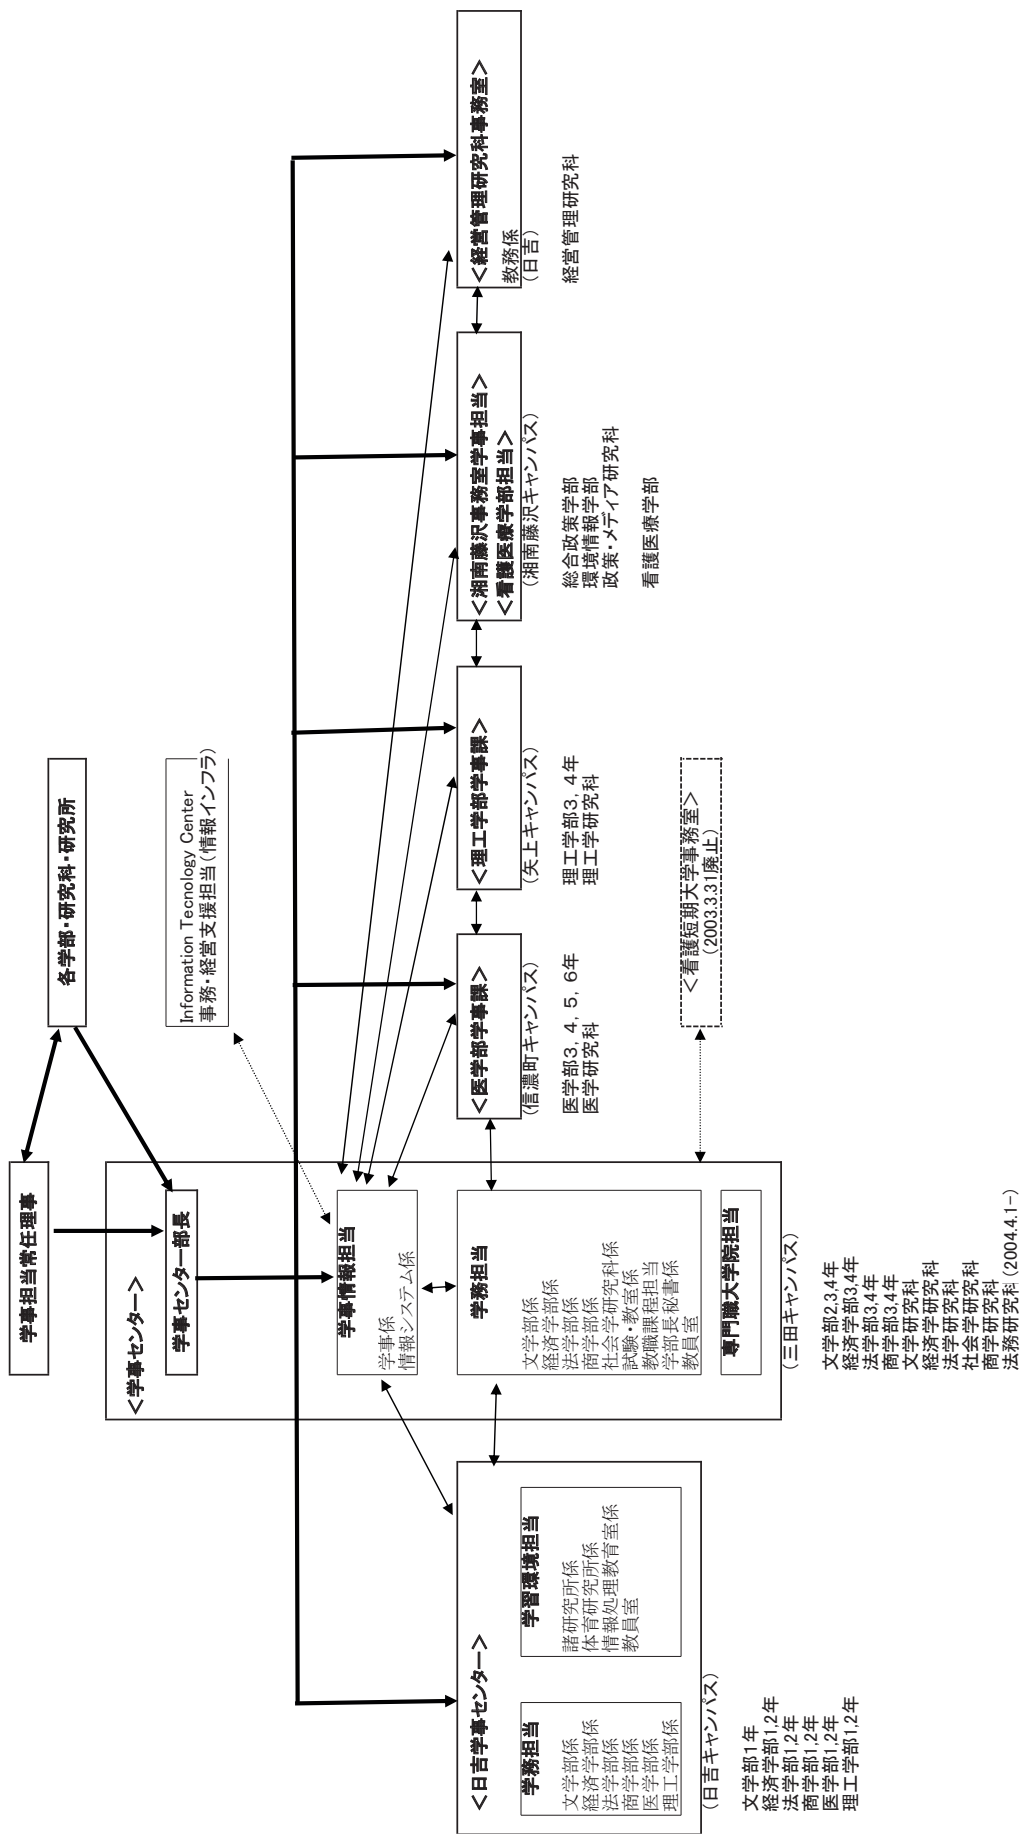 学事担当常任理事
各学部・研究科・研究所
<学事センター>
学事センター部長
Information Tecnology Center
事務・経営支援担当(情報インフラ)
学事情報担当
学事係
情報システム係
学務担当
文学部係
経済学部係
法学部係
商学部係
社会学研究科係
試験・教室係
教職課程担当
学部長秘書係
教員室
専門職大学院担当
(三田キャンパス)
文学部2,3,4年
経済学部3,4年
法学部3,4年
商学部3,4年
文学研究科
経済学研究科
法学研究科
社会学研究科
商学研究科
法務研究科(2004.4.1-)
<日吉学事センター>
学務担当
文学部係
経済学部係
法学部係
商学部係
医学部係
理工学部係
学習環境担当
諸研究所係
体育研究所係
情報処理教育室係
教員室
(日吉キャンパス)
文学部1年
経済学部1,2年
法学部1,2年
商学部1,2年
医学部1,2年
理工学部1,2年
<医学部学事課>
(信濃町キャンパス)
医学部3, 4, 5, 6年
医学研究科
<理工学部学事課>
(矢上キャンパス)
理工学部3, 4年
理工学研究科
<湘南藤沢事務室学事担当>
<看護医療学部担当>
(湘南藤沢キャンパス)
総合政策学部
環境情報学部
政策・メディア研究科
看護医療学部
<経営管理研究科事務室>
教務係
(日吉)
経営管理研究科
<看護短期大学事務室>
(2003.3.31廃止)